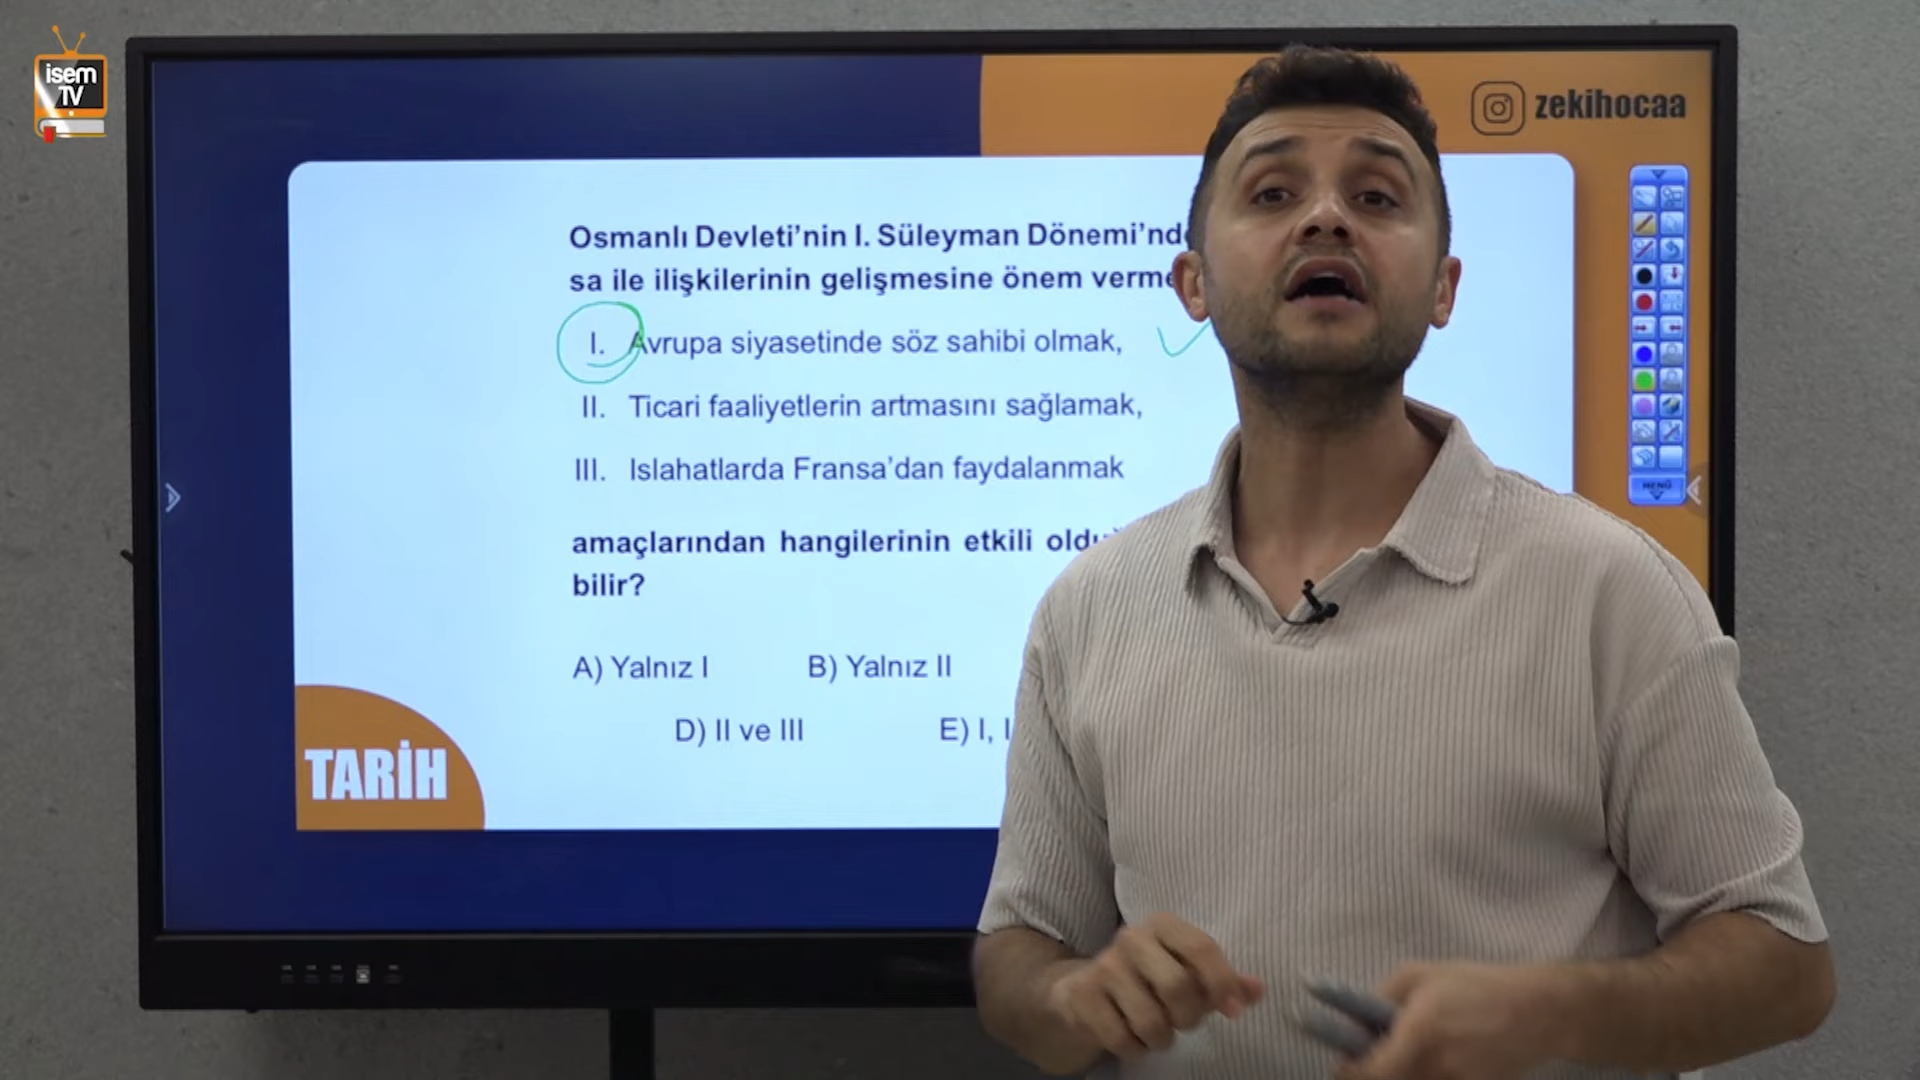 isem
TV
zekihocaa
Osmanlı Devleti'nin I. Süleyman Dönemi'nd
sa ile ilişkilerinin gelişmesine önem verme
I. Avrupa siyasetinde söz sahibi olmak,
II. Ticari faaliyetlerin artmasını sağlamak,
III. Islahatlarda Fransa'dan faydalanmak
amaçlarından hangilerinin etkili
bilir?
A) Yalnız I B) Yalnız II
D) II ve III E) I,
TARİH
MENÜ